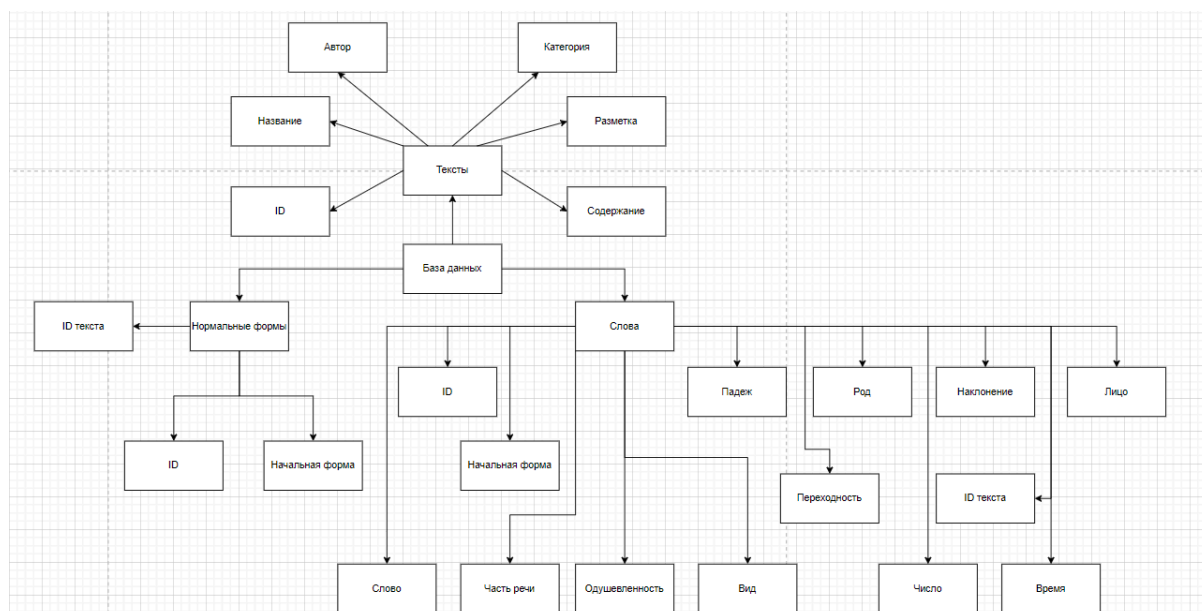 Автор
Категория
Название
Разметка
Тексты
ID
Содержание
База данных
ID текста
Нормальные формы
Слова
ID
Падеж
Род
Наклонение
Лицо
ID
Начальная форма
Начальная форма
Переходность
ID текста
Слово
Часть речи
Одушевленность
Вид
Число
Время